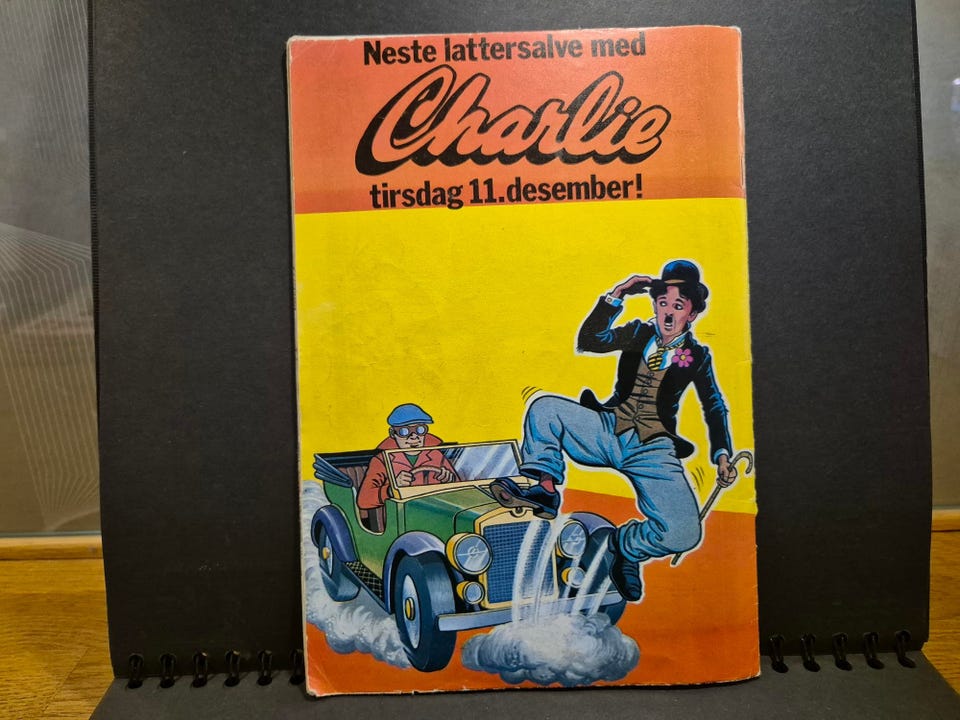 Neste lattersalve med
Charlie
tirsdag 11.desember!